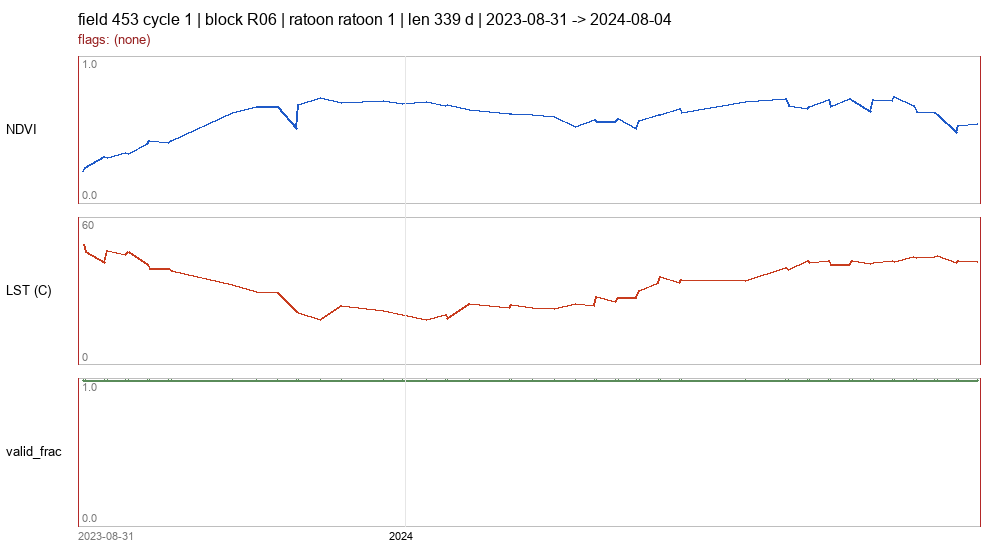 field 453 cycle 1 | block R06 | ratoon ratoon 1 | len 339 d | 2023-08-31 -> 2024-08-04
flags: (none)
1.0
NDVI
0.0
60
LST (C)
0
1.0
valid_frac
0.0
2023-08-31
2024